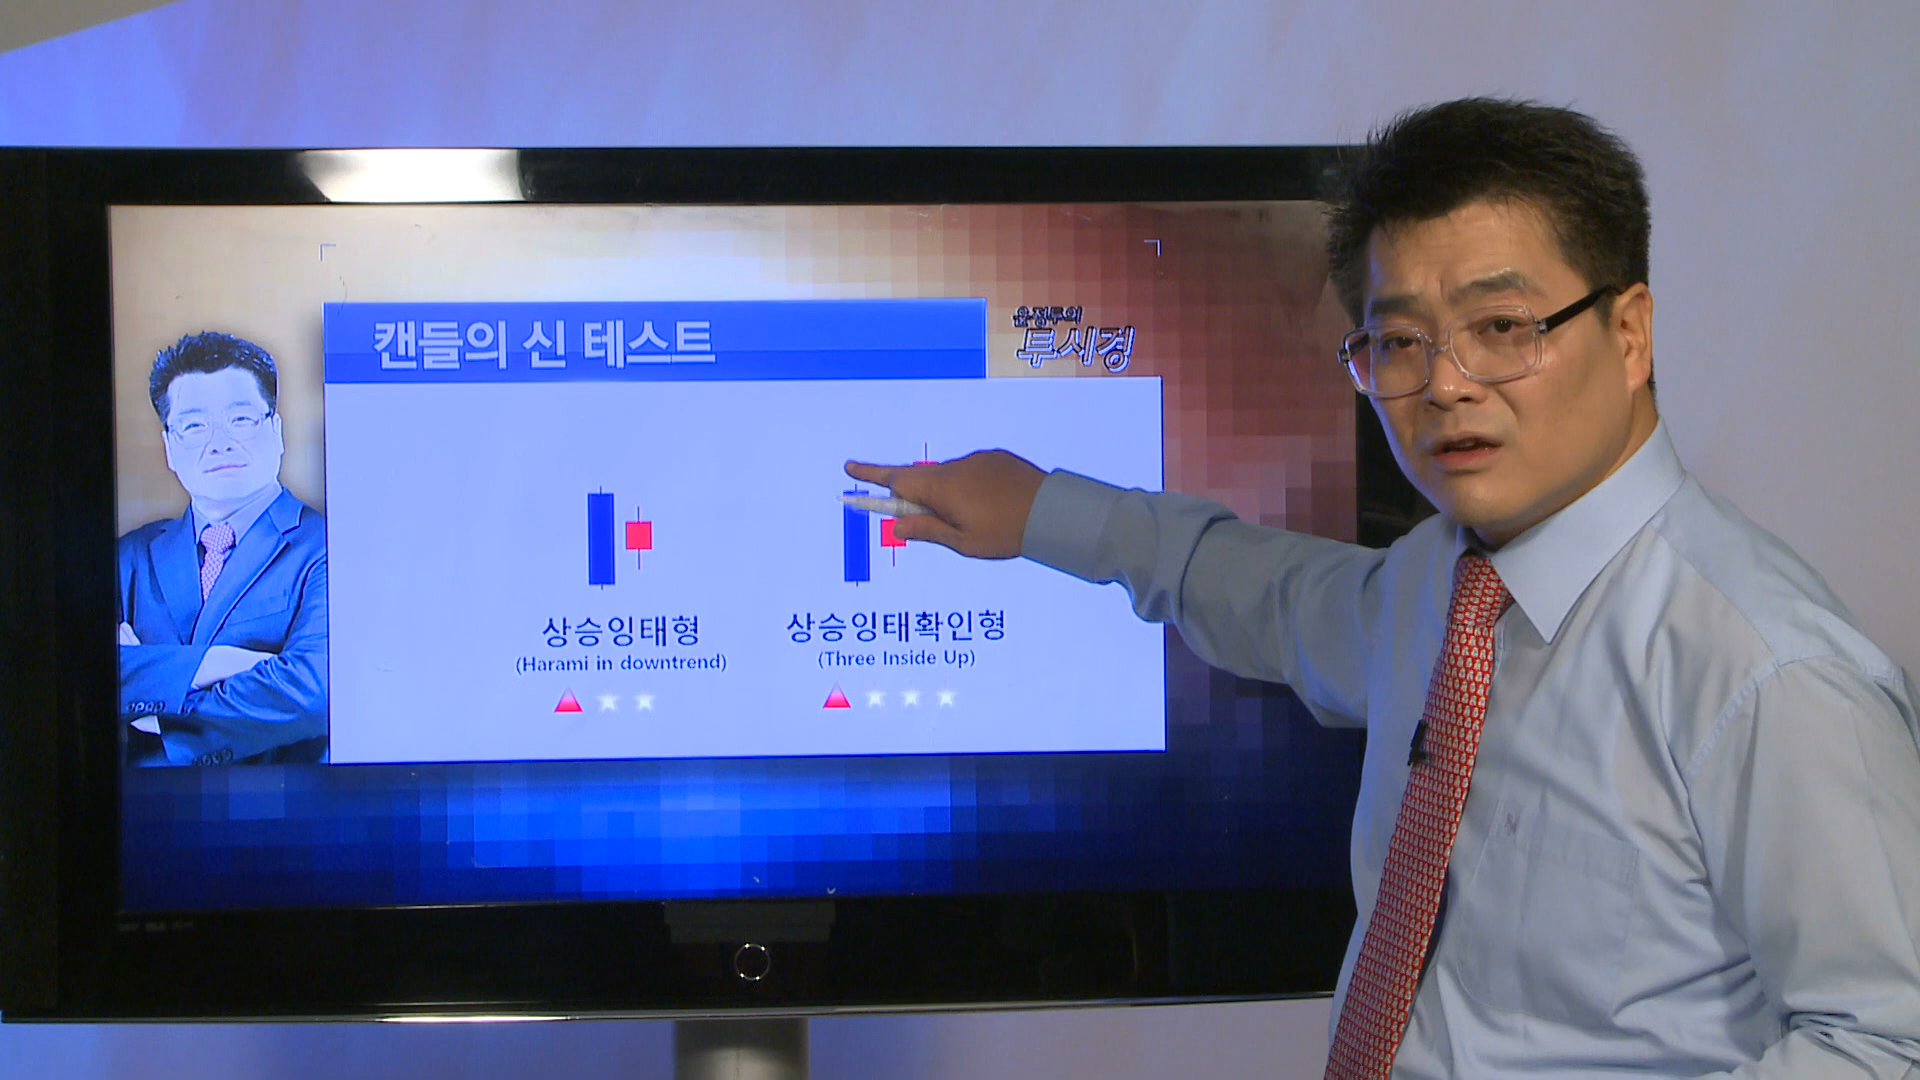 캔들의 신 테스트
윤정두의
투시경
상승잉태형
(Harami in downtrend)
상승잉태확인형
(Three Inside Up)